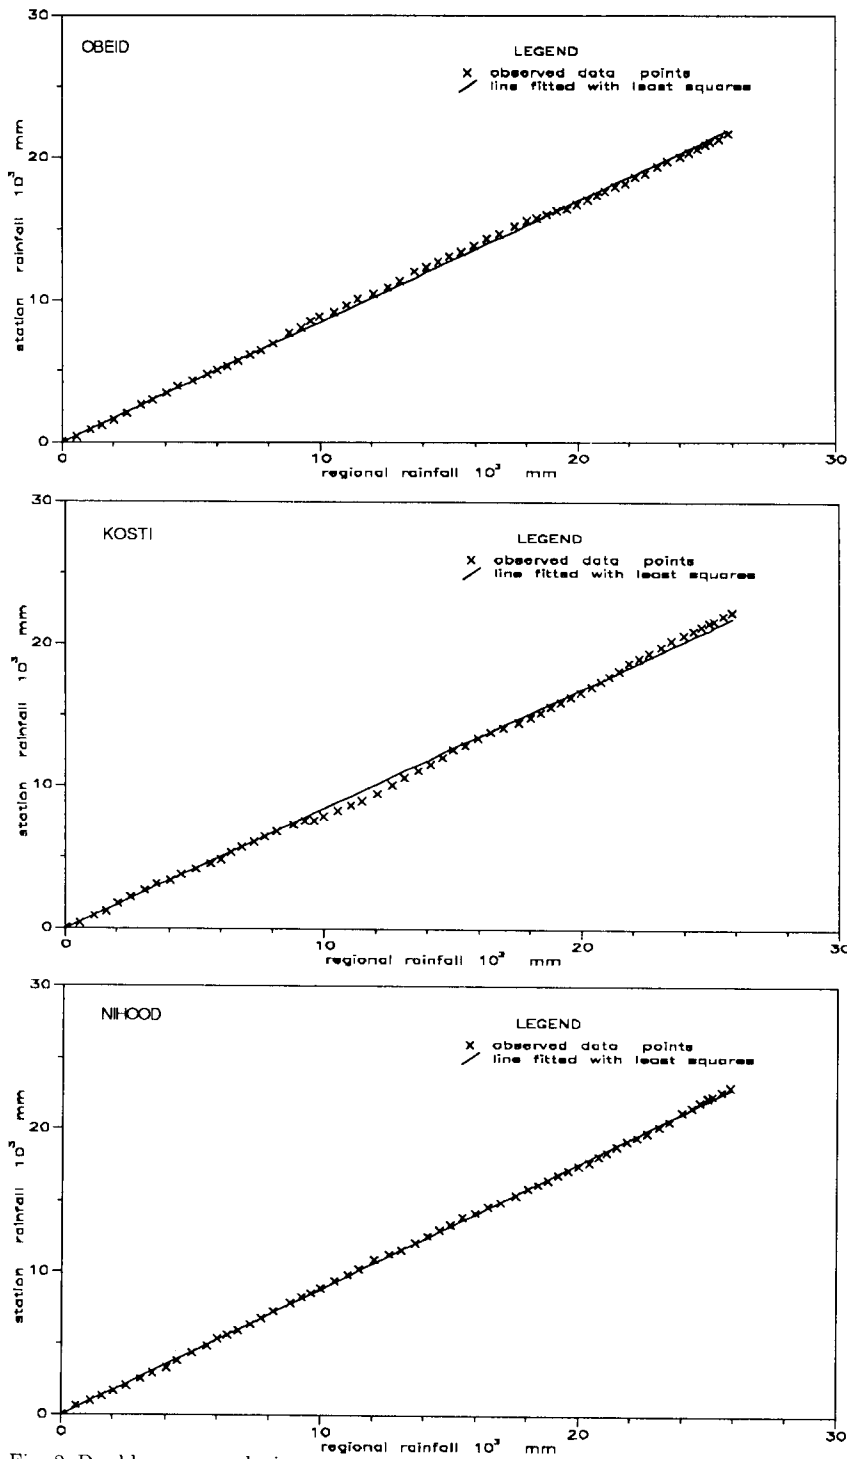 30
OBEID
LEGEND
x observed data points
line fitted with least squares
20
10
0
station rainfall 10³ mm
0 10 20 30
regional rainfall 10³ mm
30
KOSTI
LEGEND
x observed data points
line fitted with least squares
20
10
0
station rainfall 10³ mm
0 10 20 30
regional rainfall 10³ mm
30
NIHOOD
LEGEND
x observed data points
line fitted with least squares
20
10
0
station rainfall 10³ mm
0 10 20 30
regional rainfall 10³ mm